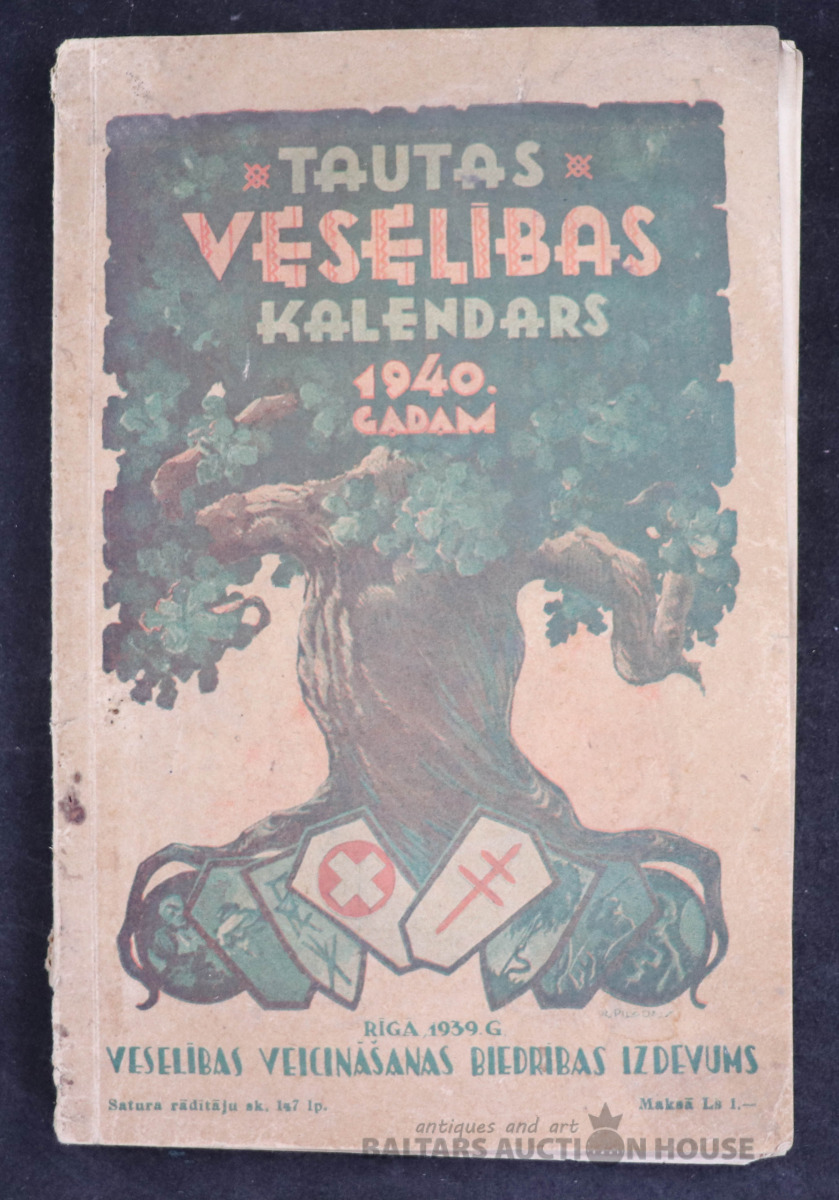 TAUTAS
VESELĪBAS
KALENDARS
1940.
GADAM
RĪGA, 1939. G.
VESELĪBAS VEICINĀŠANAS BIEDRĪBAS IZDEVUMS
Satura rādītāju sk. 147 lp.
Maksā Ls 1.—
antiques and art
BALTARS AUCTION HOUSE